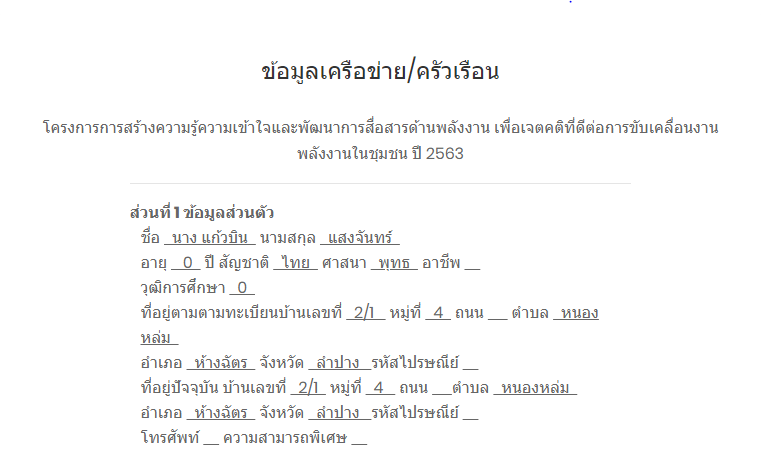 ข้อมูลเครือข่าย/ครัวเรือน
โครงการการสร้างความรู้ความเข้าใจและพัฒนาการสื่อสารด้านพลังงาน เพื่อเจตคติที่ดีต่อการขับเคลื่อนงาน
พลังงานในชุมชน ปี 2563
ส่วนที่ 1 ข้อมูลส่วนตัว
ชื่อ นาง แก้วบิน นามสกุล แสงจันทร์
อายุ 0 ปี สัญชาติ ไทย ศาสนา พุทธ อาชีพ __
วุฒิการศึกษา 0
ที่อยู่ตามตามทะเบียนบ้านเลขที่ 2/1 หมู่ที่ 4 ถนน __ ตำบล หนอง
หล่ม
อำเภอ ห้างฉัตร จังหวัด ลำปาง รหัสไปรษณีย์ __
ที่อยู่ปัจจุบัน บ้านเลขที่ 2/1 หมู่ที่ 4 ถนน __ ตำบล หนองหล่ม
อำเภอ ห้างฉัตร จังหวัด ลำปาง รหัสไปรษณีย์ __
โทรศัพท์ __ ความสามารถพิเศษ __